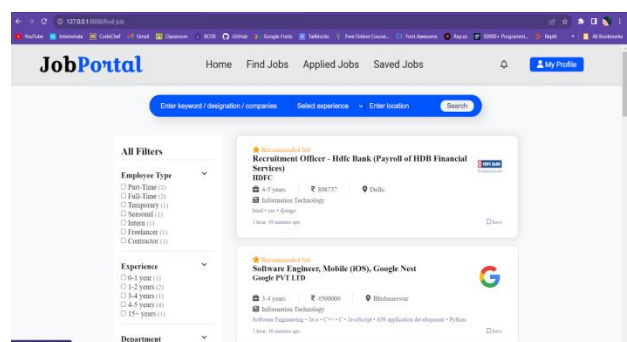 127.0.0.1:8000/find-job
YouTube Internshala CodeChef Gmail Classroom GitHub Google Fonts Free Online Course... Font Awesome 50000+ Programmi... Replit All Bookmarks
JobPortal Home Find Jobs Applied Jobs Saved Jobs My Profile
Enter keyword / designation / companies Select experience Enter location Search
All Filters
Employee Type
Part-Time (2)
Full-Time (2)
Temporary (1)
Seasonal (1)
Intern (1)
Freelancer (1)
Contractor (1)
Experience
0-1 year (1)
1-2 years (2)
3-4 years (1)
4-5 years (4)
15+ years (1)
Department
Recommended Job
Recruitment Officer - Hdfc Bank (Payroll of HDB Financial
Services)
HDFC
4-5 years ₹ 808737 Delhi
Information Technology
html • css • django
1 hour, 49 minutes ago Save
HDFC BANK
Recommended Job
Software Engineer, Mobile (iOS), Google Nest
Google PVT LTD
3-4 years ₹ 4500000 Bhubaneswar
Information Technology
Software Engineering • Java • C++ • C • JavaScript • iOS application development • Python
Save